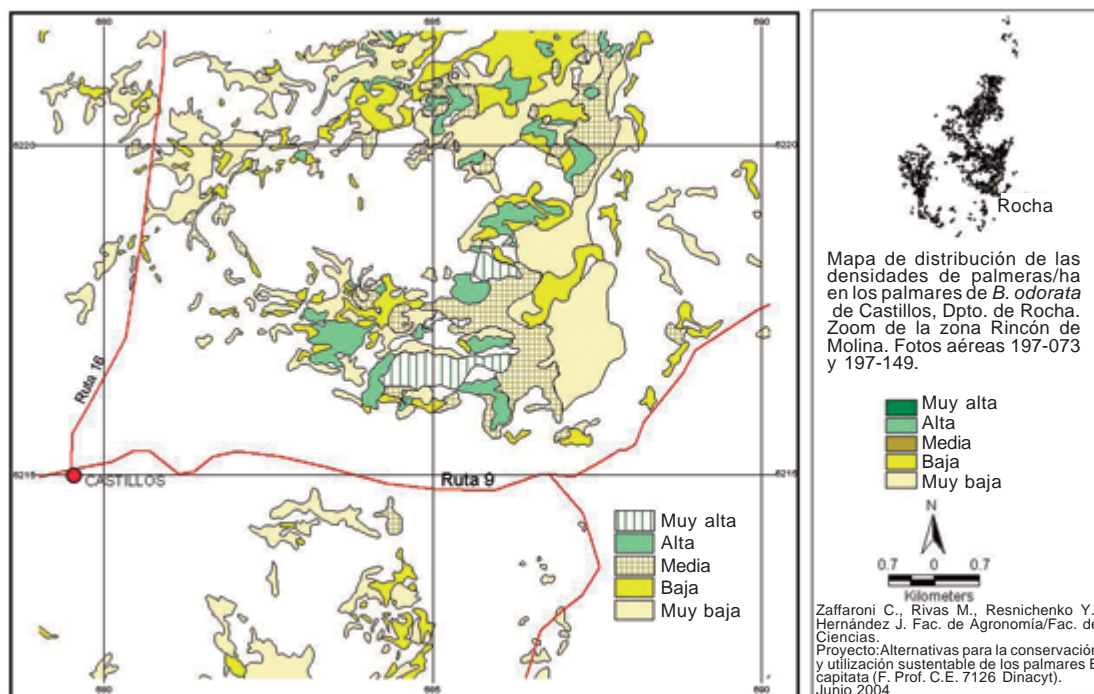 680
685
690
6220
6220
Ruta 16
6215
6215
CASTILLOS
Ruta 9
Muy alta
Alta
Media
Baja
Muy baja
680
685
690
Rocha
Mapa de distribución de las
densidades de palmeras/ha
en los palmares de B. odorata
de Castillos, Dpto. de Rocha.
Zoom de la zona Rincón de
Molina. Fotos aéreas 197-073
y 197-149.
Muy alta
Alta
Media
Baja
Muy baja
N
0.7 0 0.7
Kilometers
Zaffaroni C., Rivas M., Resnichenko Y.
Hernández J. Fac. de Agronomía/Fac. de
Ciencias.
Proyecto:Alternativas para la conservación
y utilización sustentable de los palmares B
capitata (F. Prof. C.E. 7126 Dinacyt).
Junio 2004